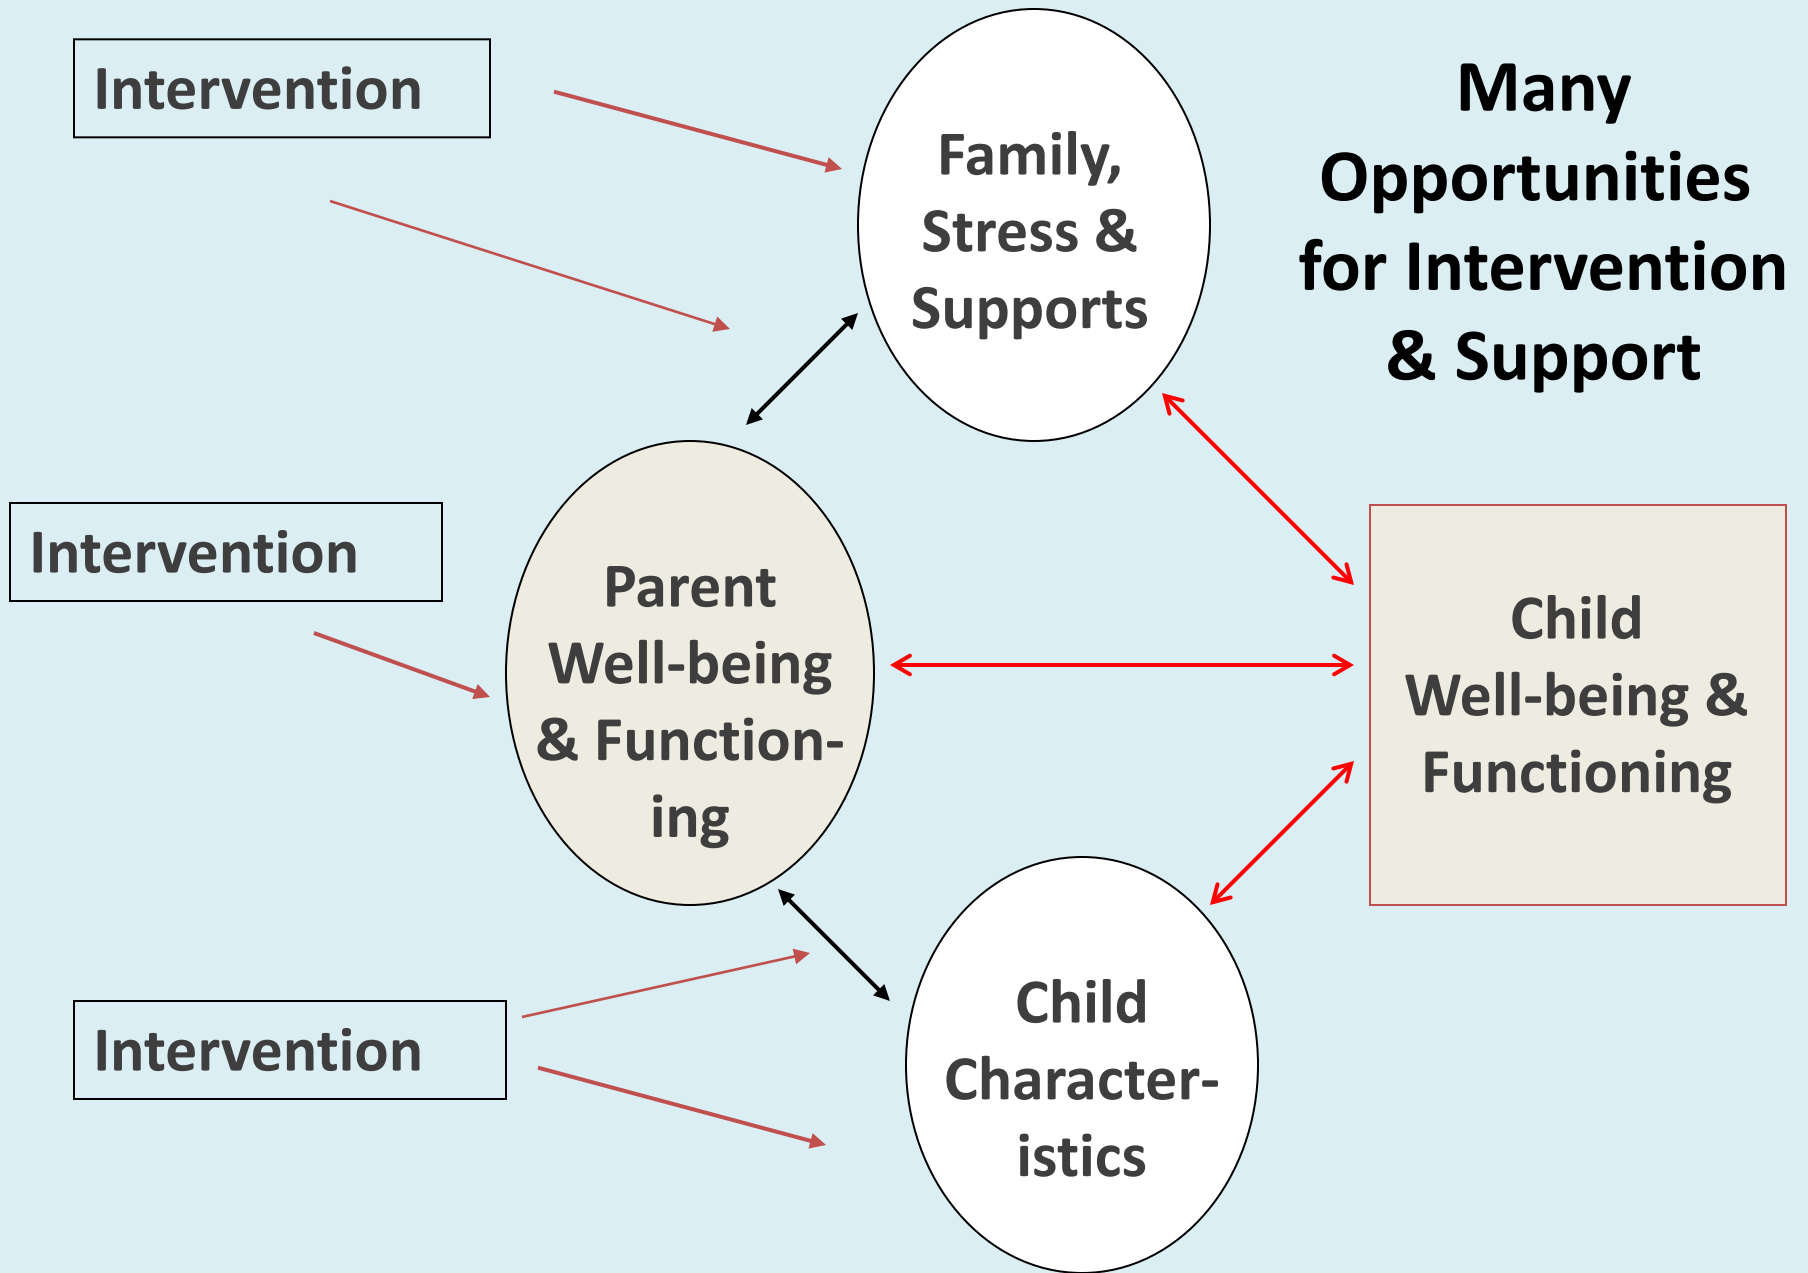 Intervention
Family,
Stress &
Supports
Many
Opportunities
for Intervention
& Support
Intervention
Parent
Well-being
& Function-
ing
Child
Well-being &
Functioning
Intervention
Child
Character-
istics